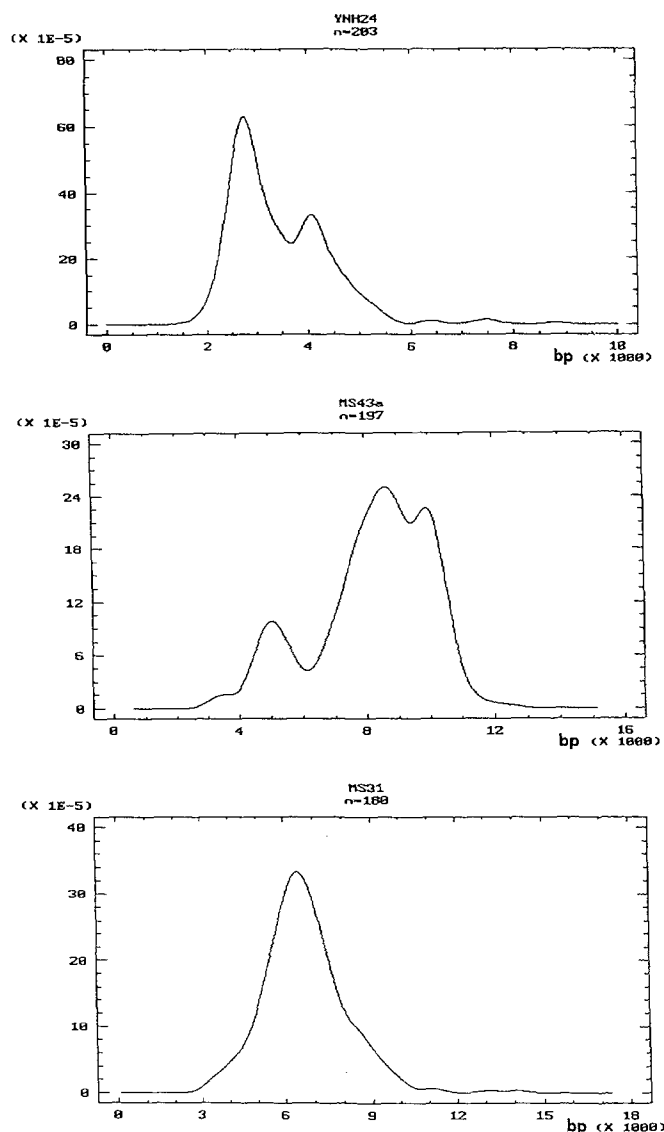 YNH24
n=203
(X 1E-5)
80
60
40
20
0
0 2 4 6 8 10
bp (X 1000)
MS43a
n=197
(X 1E-5)
30
24
18
12
6
0
0 4 8 12 16
bp (X 1000)
MS31
n=180
(X 1E-5)
40
30
20
10
0
0 3 6 9 12 15 18
bp (X 1000)